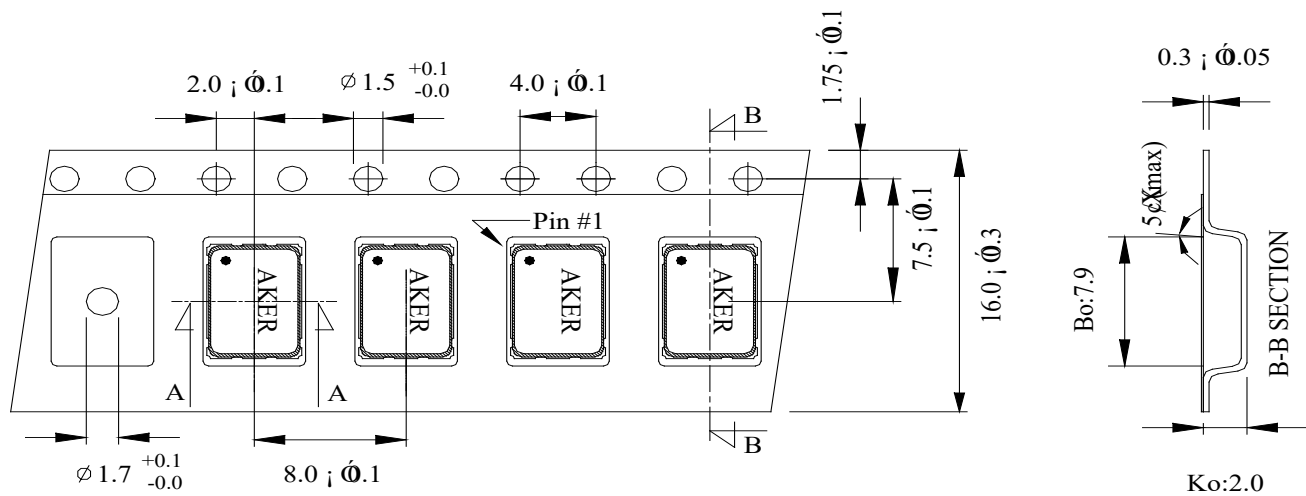 2.0 ¡Ó0.1
⌀ 1.5 +0.1 -0.0
4.0 ¡Ó0.1
1.75 ¡Ó0.1
B
0.3 ¡Ó0.05
Pin #1
7.5 ¡Ó0.1
16.0 ¡Ó0.3
5¢X(max)
AKER
AKER
AKER
AKER
Bo:7.9
B-B SECTION
A
A
B
⌀ 1.7 +0.1 -0.0
8.0 ¡Ó0.1
Ko:2.0